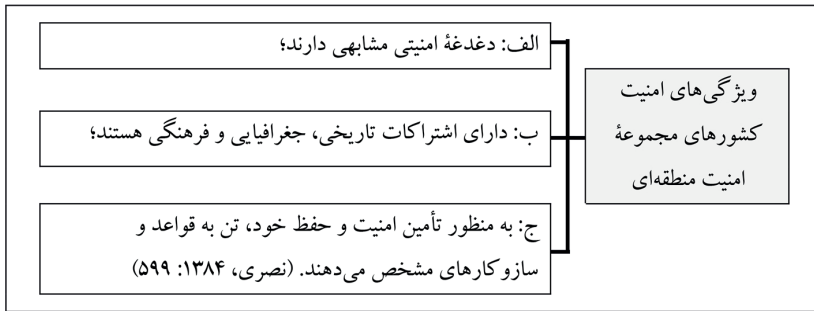 ویژگی‌های امنیت
کشورهای مجموعهٔ
امنیت منطقه‌ای
الف: دغدغهٔ امنیتی مشابهی دارند؛
ب: دارای اشتراکات تاریخی، جغرافیایی و فرهنگی هستند؛
ج: به منظور تأمین امنیت و حفظ خود، تن به قواعد و
سازوکارهای مشخص می‌دهند. (نصری، ۱۳۸۴: ۵۹۹)